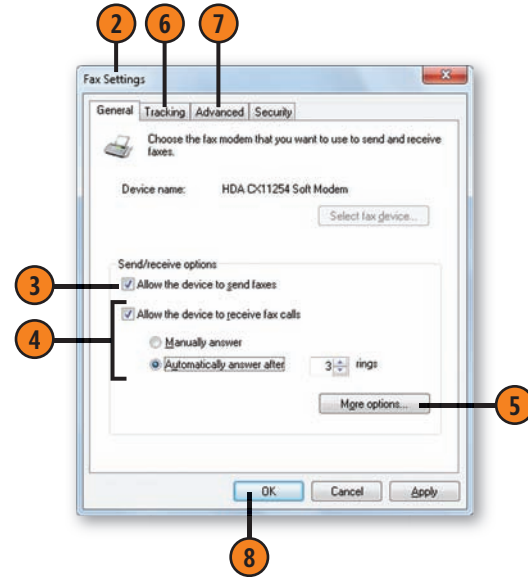 2 6 7
Fax Settings
General Tracking Advanced Security
Choose the fax modem that you want to use to send and receive
faxes.
Device name: HDA CX11254 Soft Modem
Select fax device...
Send/receive options
3 Allow the device to send faxes
Allow the device to receive fax calls
4
Manually answer
Automatically answer after 3 rings
More options... 5
OK Cancel Apply
8